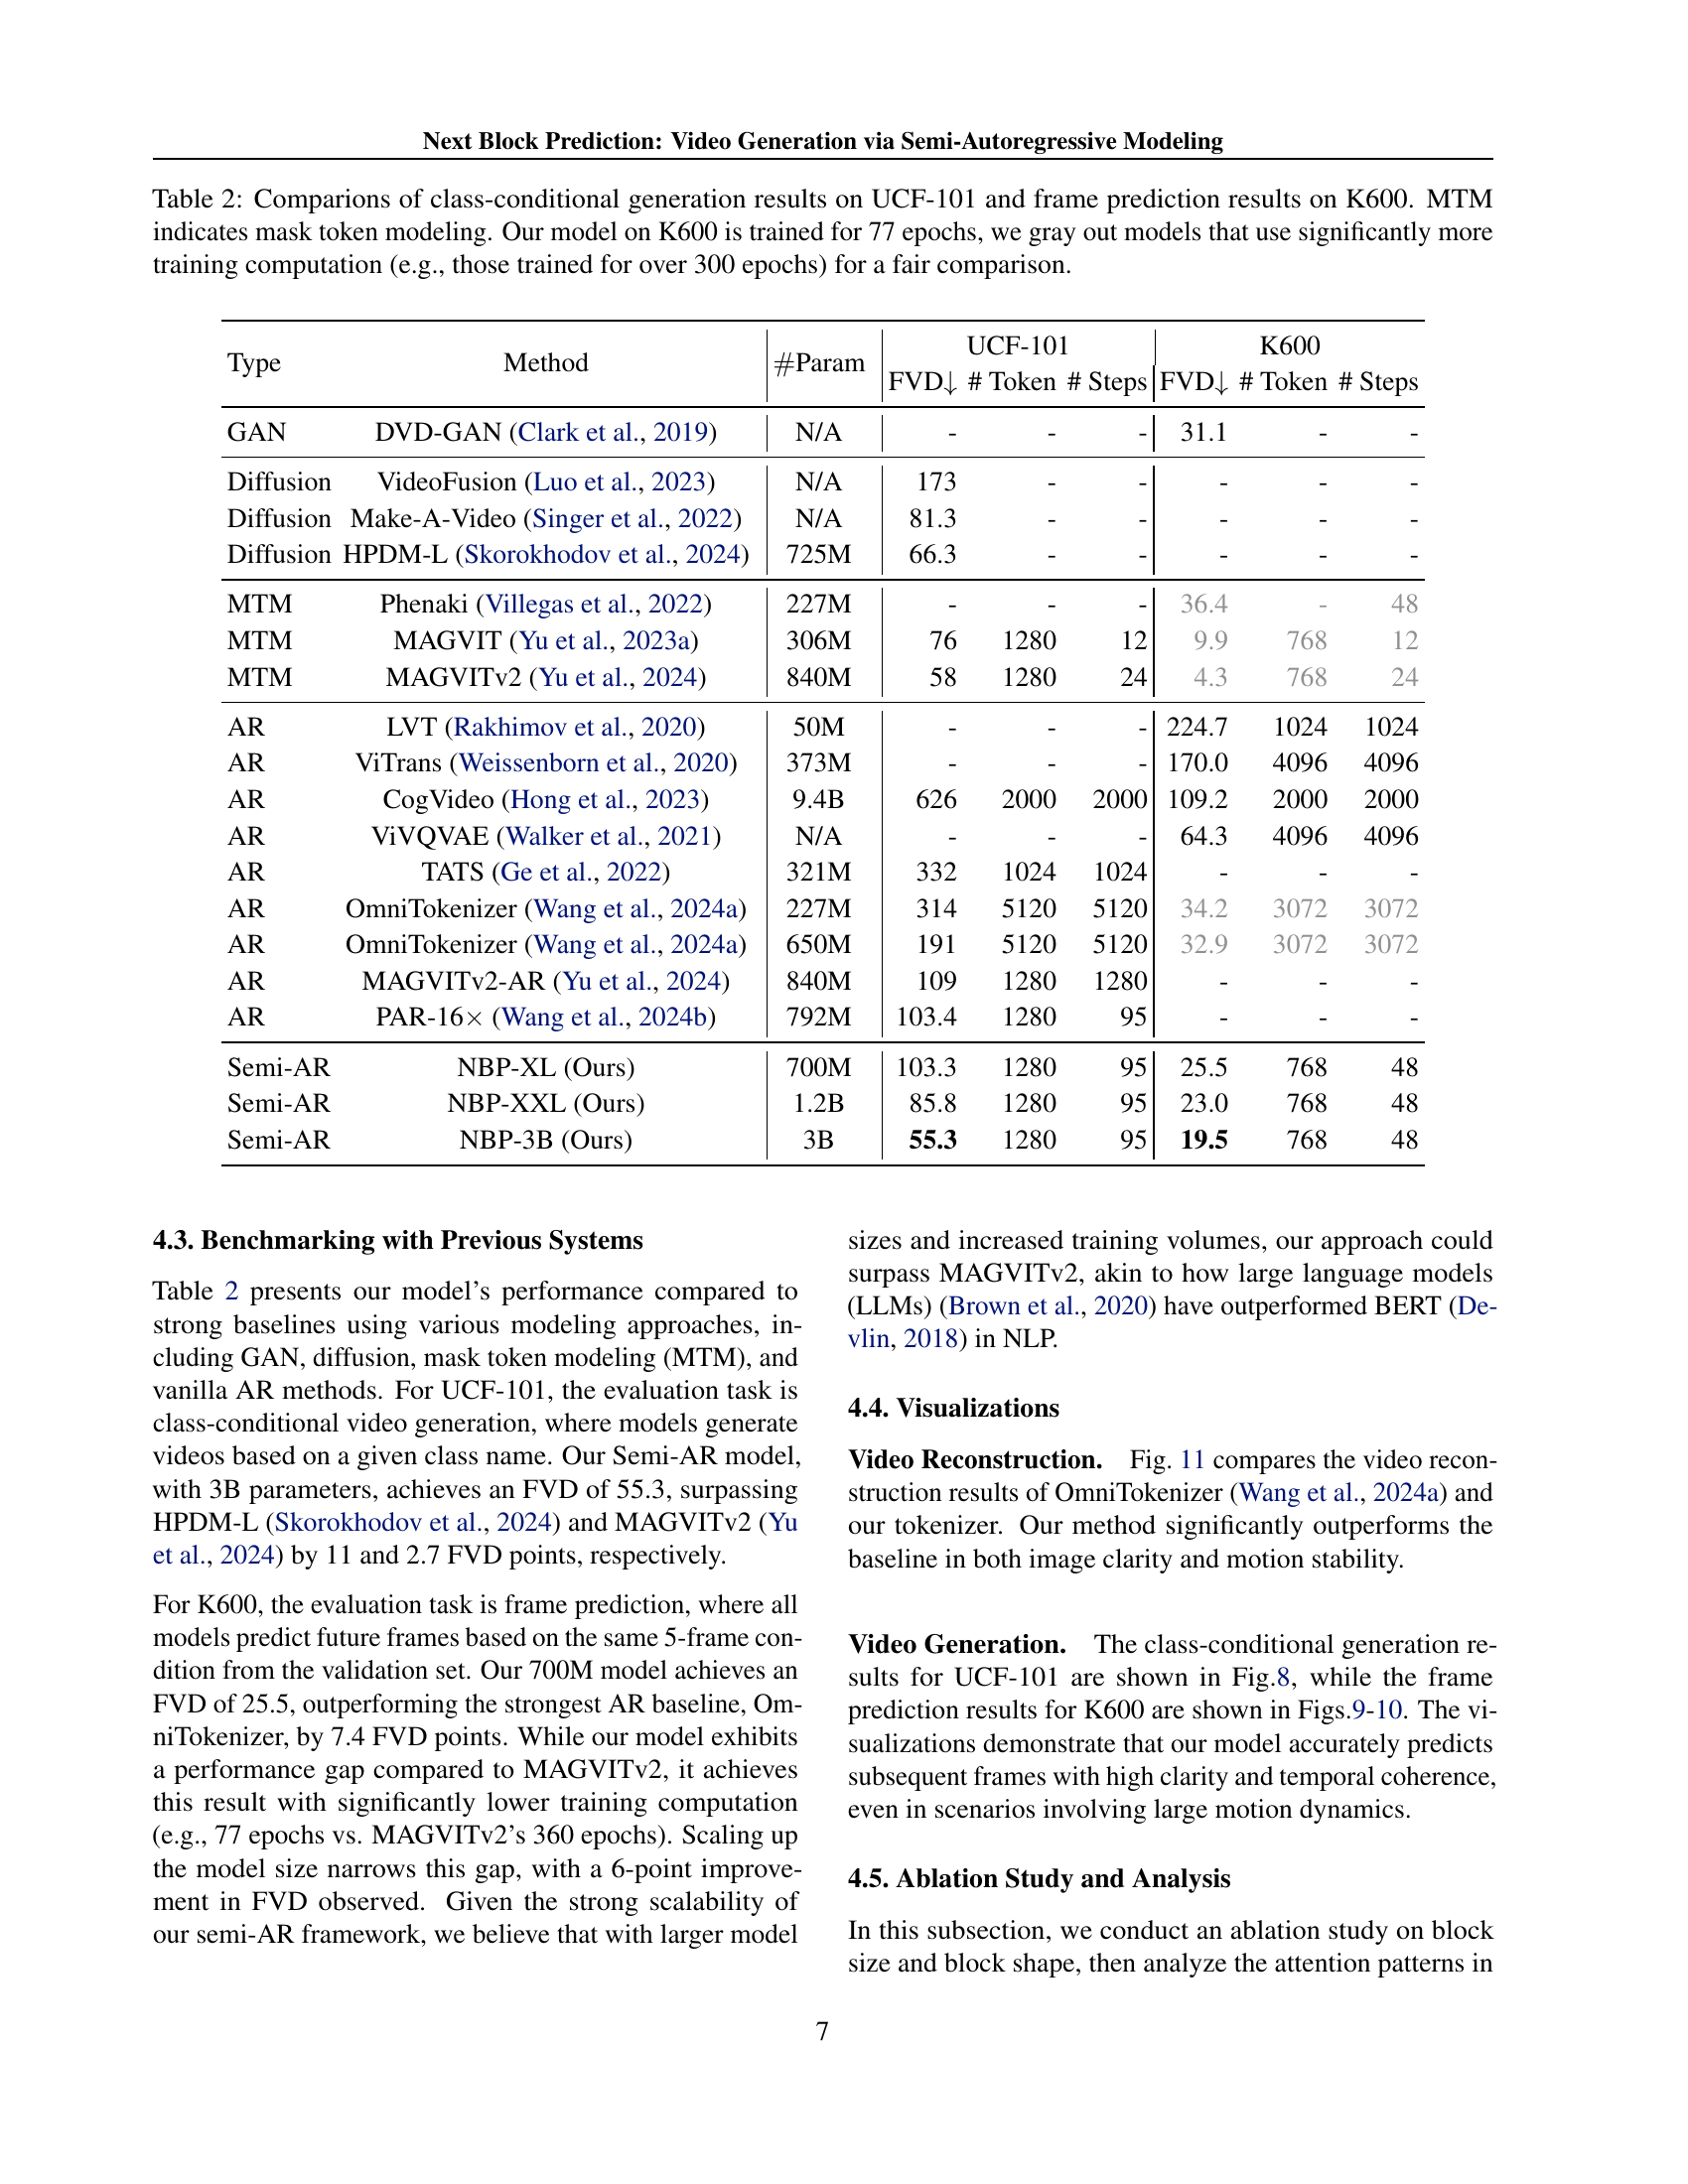 Next Block Prediction: Video Generation via Semi-Autoregressive Modeling
Table 2: Comparions of class-conditional generation results on UCF-101 and frame prediction results on K600. MTM
indicates mask token modeling. Our model on K600 is trained for 77 epochs, we gray out models that use significantly more
training computation (e.g., those trained for over 300 epochs) for a fair comparison.
Type Method #Param UCF-101 K600
FVD↓ # Token # Steps FVD↓ # Token # Steps
GAN DVD-GAN (Clark et al., 2019) N/A - - - 31.1 - -
Diffusion VideoFusion (Luo et al., 2023) N/A 173 - - - - -
Diffusion Make-A-Video (Singer et al., 2022) N/A 81.3 - - - - -
Diffusion HPDM-L (Skorokhodov et al., 2024) 725M 66.3 - - - - -
MTM Phenaki (Villegas et al., 2022) 227M - - - 36.4 - 48
MTM MAGVIT (Yu et al., 2023a) 306M 76 1280 12 9.9 768 12
MTM MAGVITv2 (Yu et al., 2024) 840M 58 1280 24 4.3 768 24
AR LVT (Rakhimov et al., 2020) 50M - - - 224.7 1024 1024
AR ViTrans (Weissenborn et al., 2020) 373M - - - 170.0 4096 4096
AR CogVideo (Hong et al., 2023) 9.4B 626 2000 2000 109.2 2000 2000
AR ViVQVAE (Walker et al., 2021) N/A - - - 64.3 4096 4096
AR TATS (Ge et al., 2022) 321M 332 1024 1024 - - -
AR OmniTokenizer (Wang et al., 2024a) 227M 314 5120 5120 34.2 3072 3072
AR OmniTokenizer (Wang et al., 2024a) 650M 191 5120 5120 32.9 3072 3072
AR MAGVITv2-AR (Yu et al., 2024) 840M 109 1280 1280 - - -
AR PAR-16× (Wang et al., 2024b) 792M 103.4 1280 95 - - -
Semi-AR NBP-XL (Ours) 700M 103.3 1280 95 25.5 768 48
Semi-AR NBP-XXL (Ours) 1.2B 85.8 1280 95 23.0 768 48
Semi-AR NBP-3B (Ours) 3B 55.3 1280 95 19.5 768 48
4.3. Benchmarking with Previous Systems
Table 2 presents our model's performance compared to
strong baselines using various modeling approaches, in-
cluding GAN, diffusion, mask token modeling (MTM), and
vanilla AR methods. For UCF-101, the evaluation task is
class-conditional video generation, where models generate
videos based on a given class name. Our Semi-AR model,
with 3B parameters, achieves an FVD of 55.3, surpassing
HPDM-L (Skorokhodov et al., 2024) and MAGVITv2 (Yu
et al., 2024) by 11 and 2.7 FVD points, respectively.
For K600, the evaluation task is frame prediction, where all
models predict future frames based on the same 5-frame con-
dition from the validation set. Our 700M model achieves an
FVD of 25.5, outperforming the strongest AR baseline, Om-
niTokenizer, by 7.4 FVD points. While our model exhibits
a performance gap compared to MAGVITv2, it achieves
this result with significantly lower training computation
(e.g., 77 epochs vs. MAGVITv2's 360 epochs). Scaling up
the model size narrows this gap, with a 6-point improve-
ment in FVD observed. Given the strong scalability of
our semi-AR framework, we believe that with larger model
sizes and increased training volumes, our approach could
surpass MAGVITv2, akin to how large language models
(LLMs) (Brown et al., 2020) have outperformed BERT (De-
vlin, 2018) in NLP.
4.4. Visualizations
Video Reconstruction. Fig. 11 compares the video recon-
struction results of OmniTokenizer (Wang et al., 2024a) and
our tokenizer. Our method significantly outperforms the
baseline in both image clarity and motion stability.
Video Generation. The class-conditional generation re-
sults for UCF-101 are shown in Fig.8, while the frame
prediction results for K600 are shown in Figs.9-10. The vi-
sualizations demonstrate that our model accurately predicts
subsequent frames with high clarity and temporal coherence,
even in scenarios involving large motion dynamics.
4.5. Ablation Study and Analysis
In this subsection, we conduct an ablation study on block
size and block shape, then analyze the attention patterns in
7